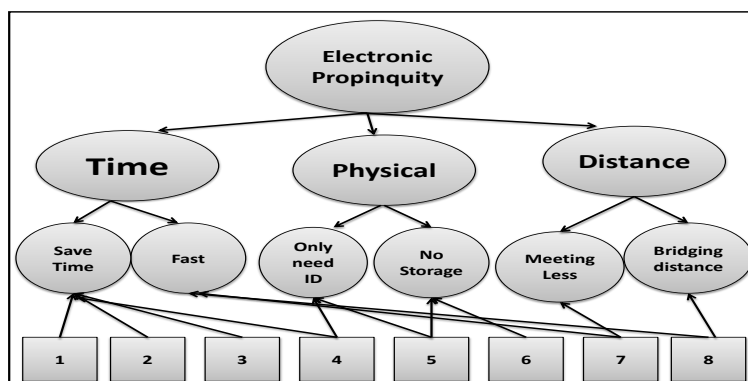 Electronic
Propinquity
Time
Physical
Distance
Save
Time
Fast
Only
need
ID
No
Storage
Meeting
Less
Bridging
distance
1
2
3
4
5
6
7
8